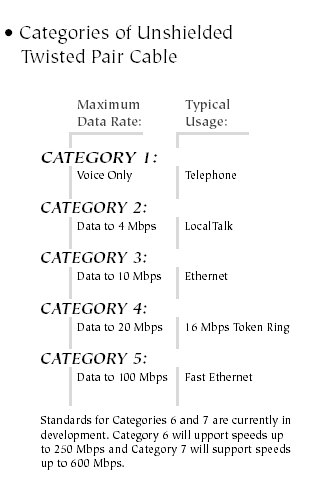 • Categories of Unshielded
Twisted Pair Cable
Maximum Data Rate:
Typical Usage:
CATEGORY 1:
Voice Only
Telephone
CATEGORY 2:
Data to 4 Mbps
LocalTalk
CATEGORY 3:
Data to 10 Mbps
Ethernet
CATEGORY 4:
Data to 20 Mbps
16 Mbps Token Ring
CATEGORY 5:
Data to 100 Mbps
Fast Ethernet
Standards for Categories 6 and 7 are currently in
development. Category 6 will upport speeds up
to 250 Mbps and Category 7 will support speeds
up to 600 Mbps.